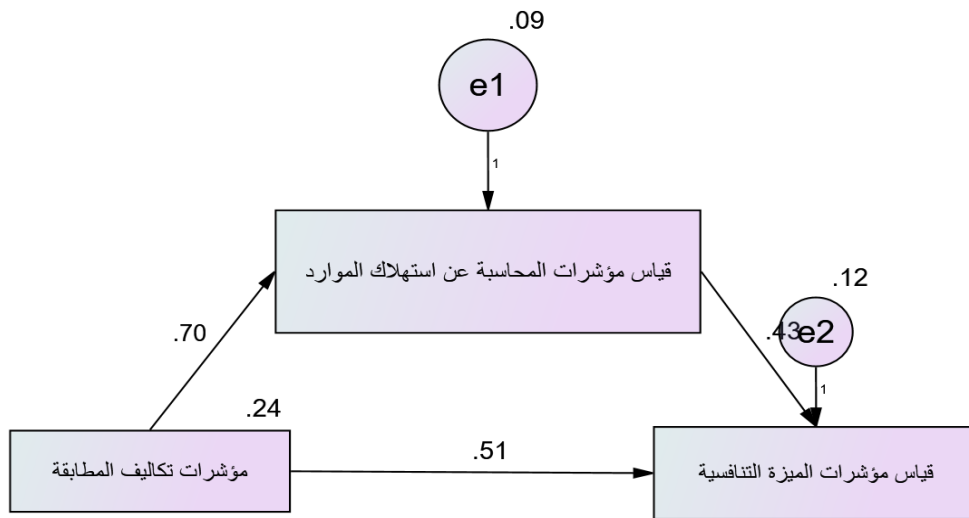 .09
e1
1
قياس مؤشرات المحاسبة عن استهلاك الموارد
.12
.70
.43
e2
1
.24
.51
مؤشرات تكاليف المطابقة
قياس مؤشرات الميزة التنافسية